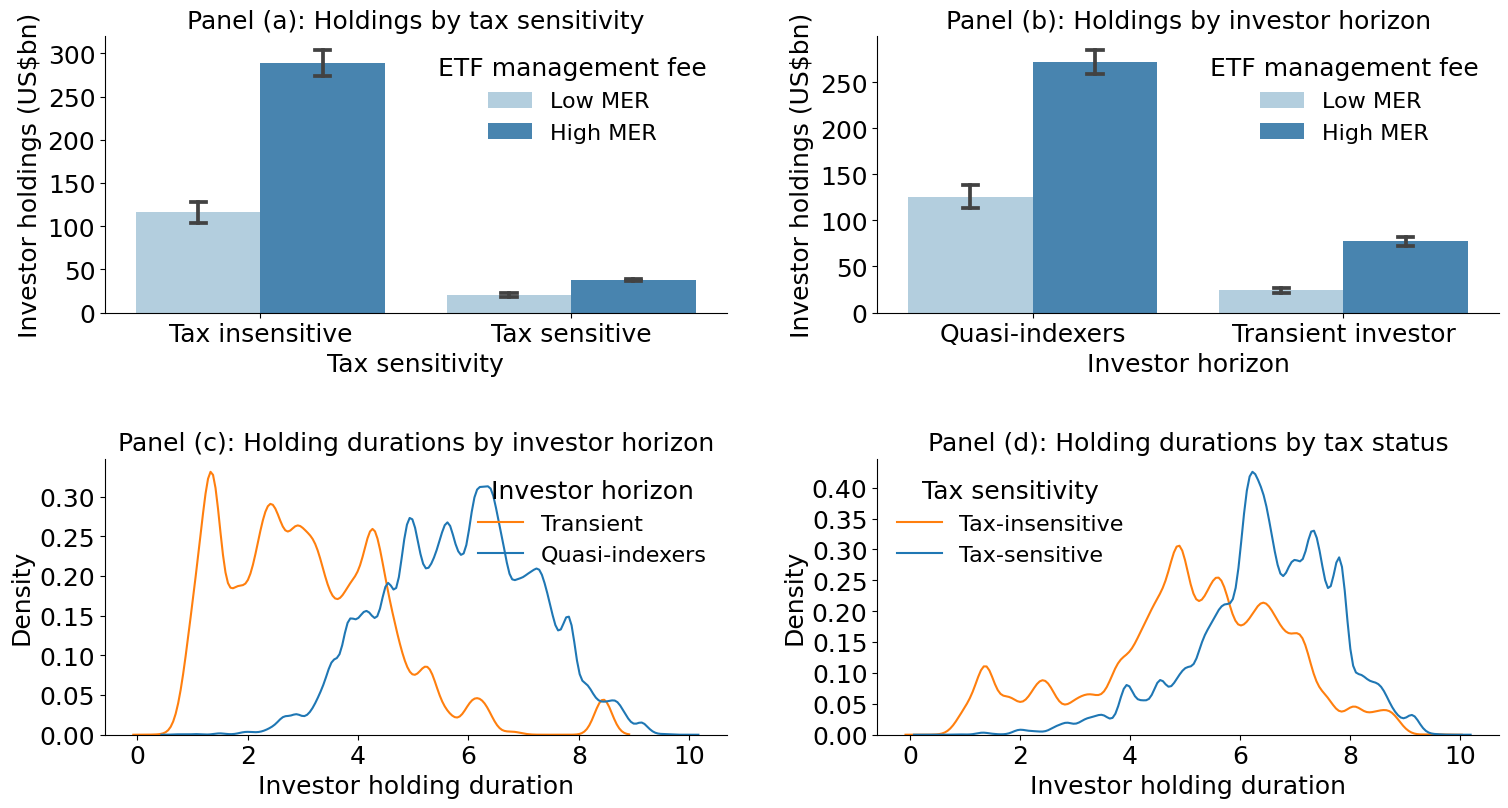 Panel (a): Holdings by tax sensitivity
Investor holdings (US$bn)
300
250
200
150
100
50
0
ETF management fee
Low MER
High MER
Tax insensitive
Tax sensitive
Tax sensitivity
Panel (b): Holdings by investor horizon
Investor holdings (US$bn)
250
200
150
100
50
0
ETF management fee
Low MER
High MER
Quasi-indexers
Transient investor
Investor horizon
Panel (c): Holding durations by investor horizon
Density
0.30
0.25
0.20
0.15
0.10
0.05
0.00
Investor horizon
Transient
Quasi-indexers
0 2 4 6 8 10
Investor holding duration
Panel (d): Holding durations by tax status
Density
0.40
0.35
0.30
0.25
0.20
0.15
0.10
0.05
0.00
Tax sensitivity
Tax-insensitive
Tax-sensitive
0 2 4 6 8 10
Investor holding duration